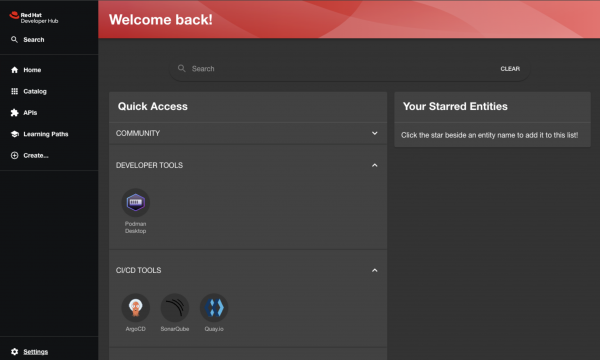 Red Hat
Developer Hub
Search
Home
Catalog
APIs
Learning Paths
Create...
Settings
Welcome back!
Search
CLEAR
Quick Access
COMMUNITY
DEVELOPER TOOLS
Podman
Desktop
CI/CD TOOLS
ArgoCD
SonarQube
Quay.io
Your Starred Entities
Click the star beside an entity name to add it to this list!